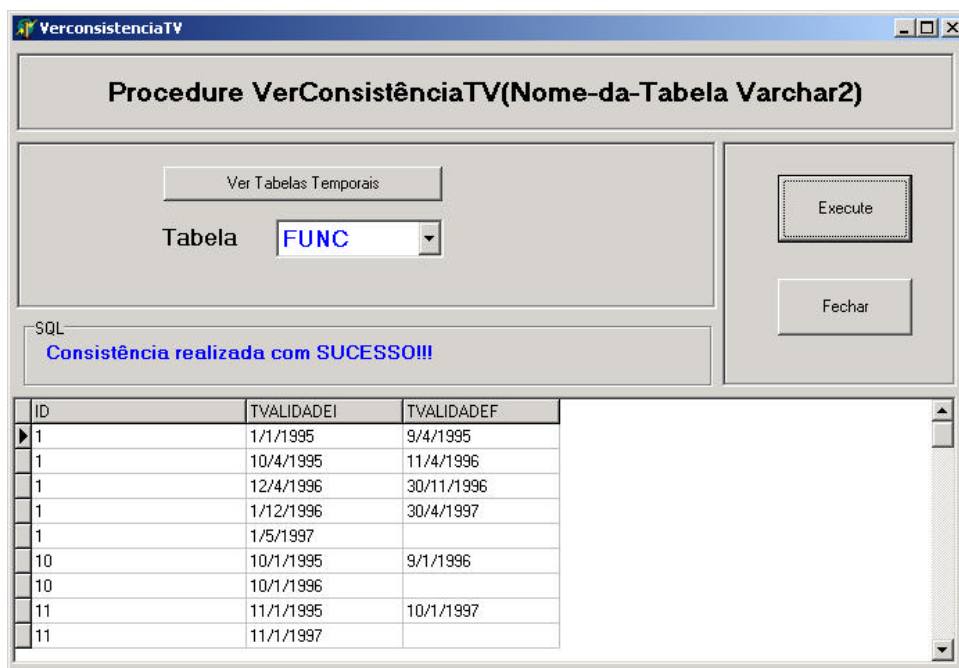 VerconsistenciaTV
Procedure VerConsistênciaTV(Nome-da-Tabela Varchar2)
Ver Tabelas Temporais
Tabela FUNC
Execute
Fechar
SQL
Consistência realizada com SUCESSO!!!
ID TVALIDADEI TVALIDADEF
1 1/1/1995 9/4/1995
1 10/4/1995 11/4/1996
1 12/4/1996 30/11/1996
1 1/12/1996 30/4/1997
1 1/5/1997
10 10/1/1995 9/1/1996
10 10/1/1996
11 11/1/1995 10/1/1997
11 11/1/1997